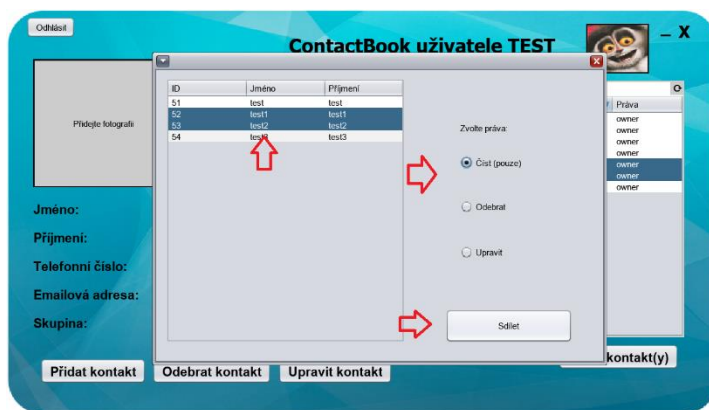 Odhlásit
ContactBook uživatele TEST
– X
Přidejte fotografii
Jméno:
Příjmení:
Telefonní číslo:
Emailová adresa:
Skupina:
ID Jméno Příjmení
51 test test
52 test1 test1
53 test2 test2
54 test3 test3
Zvolte práva:
Číst (pouze)
Odebrat
Upravit
Sdílet
Práva
owner
owner
owner
owner
owner
owner
owner
Přidat kontakt
Odebrat kontakt
Upravit kontakt
kontakt(y)